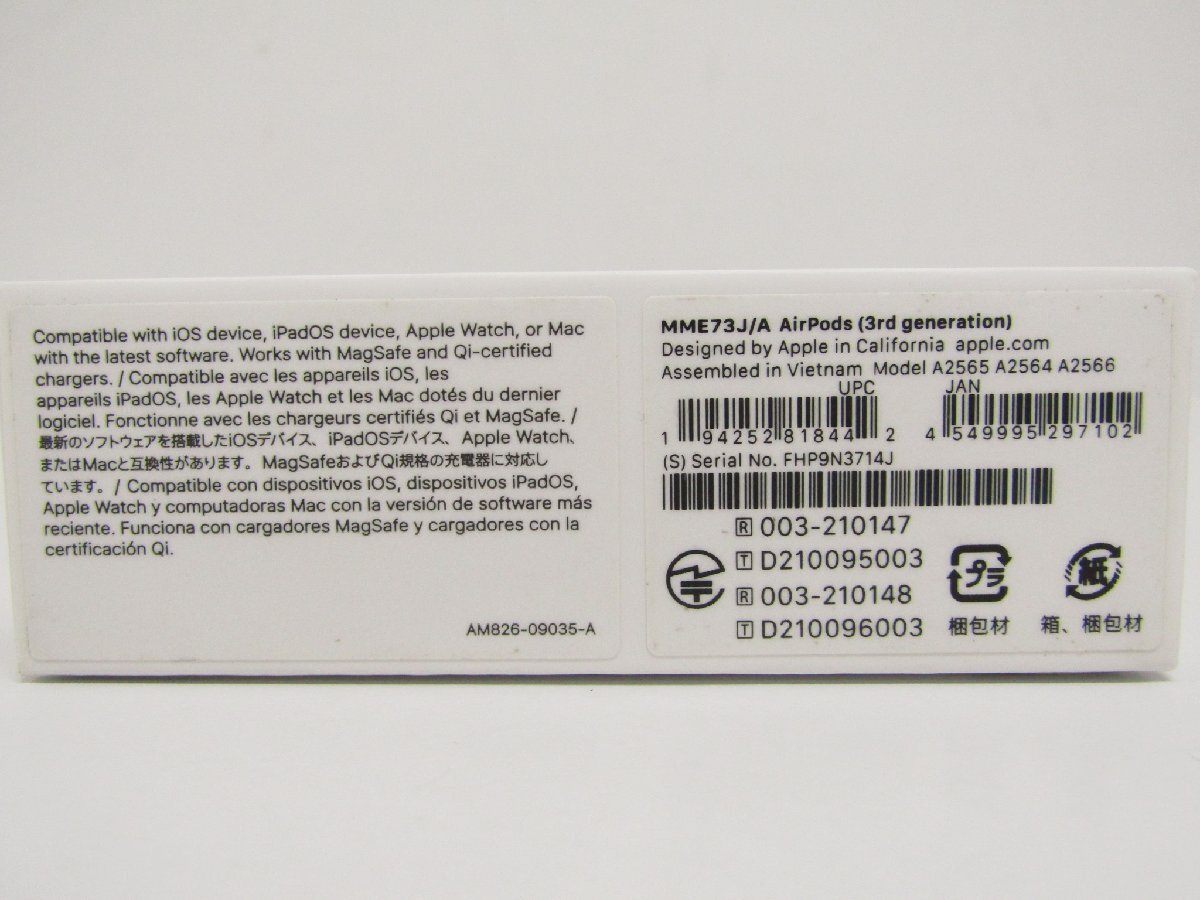 Compatible with iOS device, iPadOS device, Apple Watch, or Mac
with the latest software. Works with MagSafe and Qi-certified
chargers. / Compatible avec les appareils iOS, les
appareils iPadOS, les Apple Watch et les Mac dotés du dernier
logiciel. Fonctionne avec les chargeurs certifiés Qi et MagSafe. /
最新のソフトウェアを搭載したiOSデバイス、iPadOSデバイス、Apple Watch、
またはMacと互換性があります。MagSafeおよびQi規格の充電器に対応し
ています。/ Compatible con dispositivos iOS, dispositivos iPadOS,
Apple Watch y computadoras Mac con la versión de software más
reciente. Funciona con cargadores MagSafe y cargadores con la
certificación Qi.
AM826-09035-A
MME73J/A AirPods (3rd generation)
Designed by Apple in California apple.com
Assembled in Vietnam Model A2565 A2564 A2566
UPC JAN
1 94252 81844 2 4 549995 297102
(S) Serial No. FHP9N3714J
R 003-210147
T D210095003
R 003-210148
T D210096003
プラ 紙
梱包材 箱、梱包材